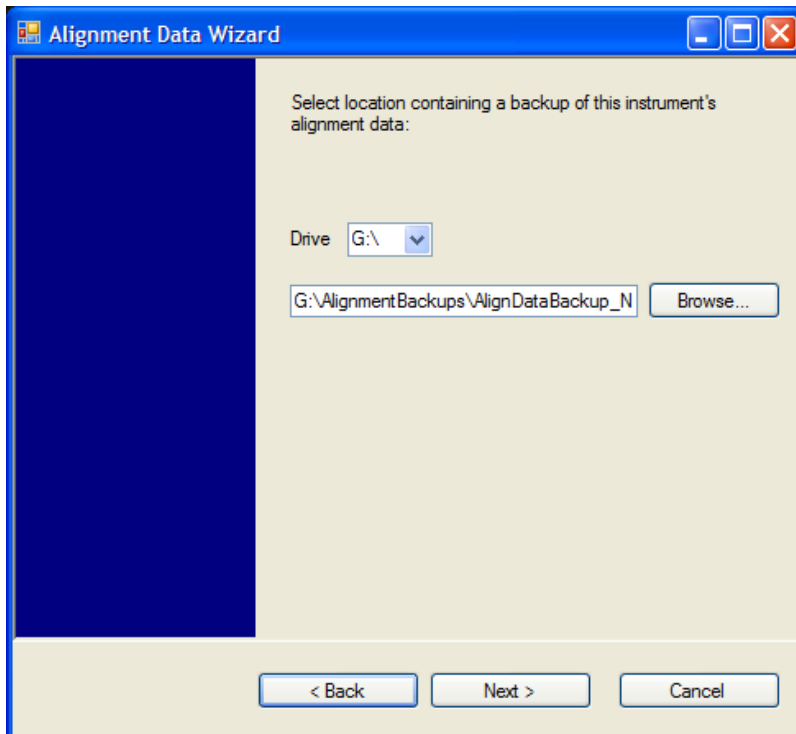 Alignment Data Wizard
Select location containing a backup of this instrument's
alignment data:
Drive G:\
G:\AlignmentBackups\AlignDataBackup_N Browse...
< Back Next > Cancel